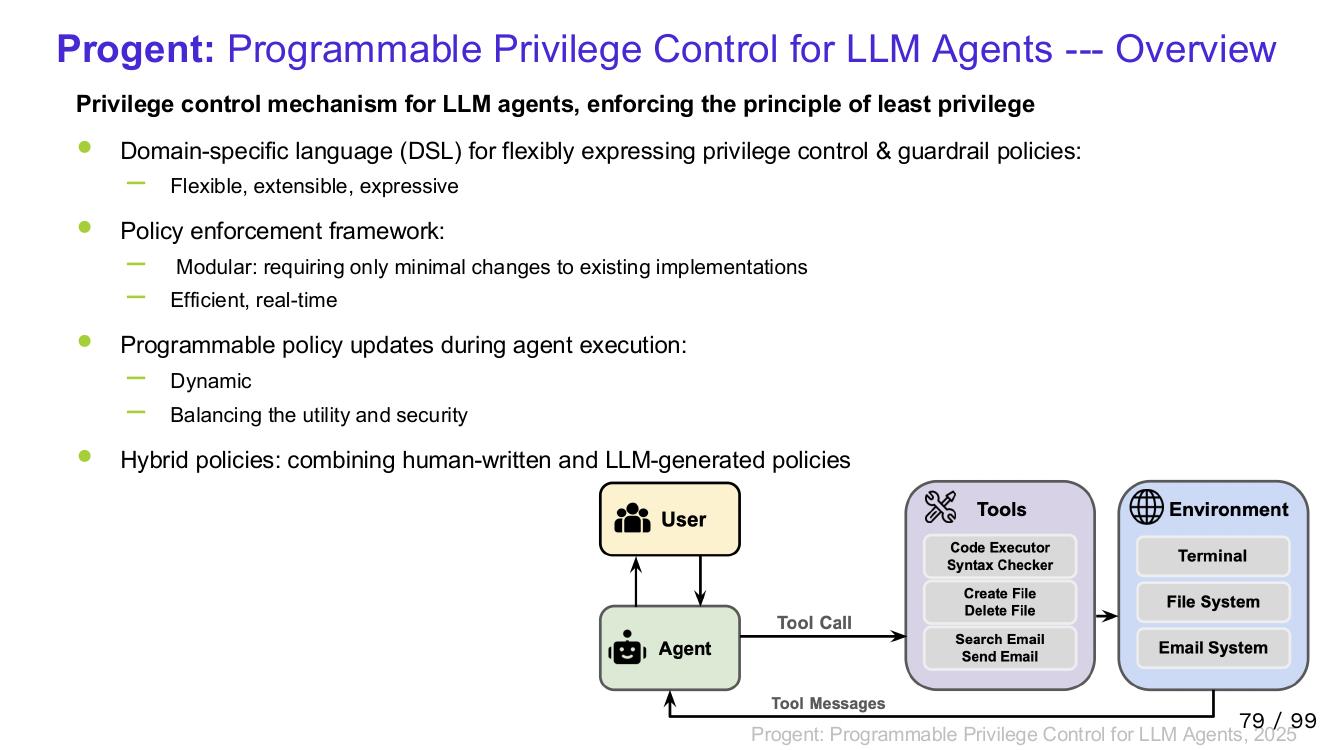 Progent: Programmable Privilege Control for LLM Agents --- Overview
Privilege control mechanism for LLM agents, enforcing the principle of least privilege
Domain-specific language (DSL) for flexibly expressing privilege control & guardrail policies:
Flexible, extensible, expressive
Policy enforcement framework:
Modular: requiring only minimal changes to existing implementations
Efficient, real-time
Programmable policy updates during agent execution:
Dynamic
Balancing the utility and security
Hybrid policies: combining human-written and LLM-generated policies
User
Agent
Tool Call
Tools
Code Executor
Syntax Checker
Create File
Delete File
Search Email
Send Email
Environment
Terminal
File System
Email System
Tool Messages
79 / 99
Progent: Programmable Privilege Control for LLM Agents, 2025